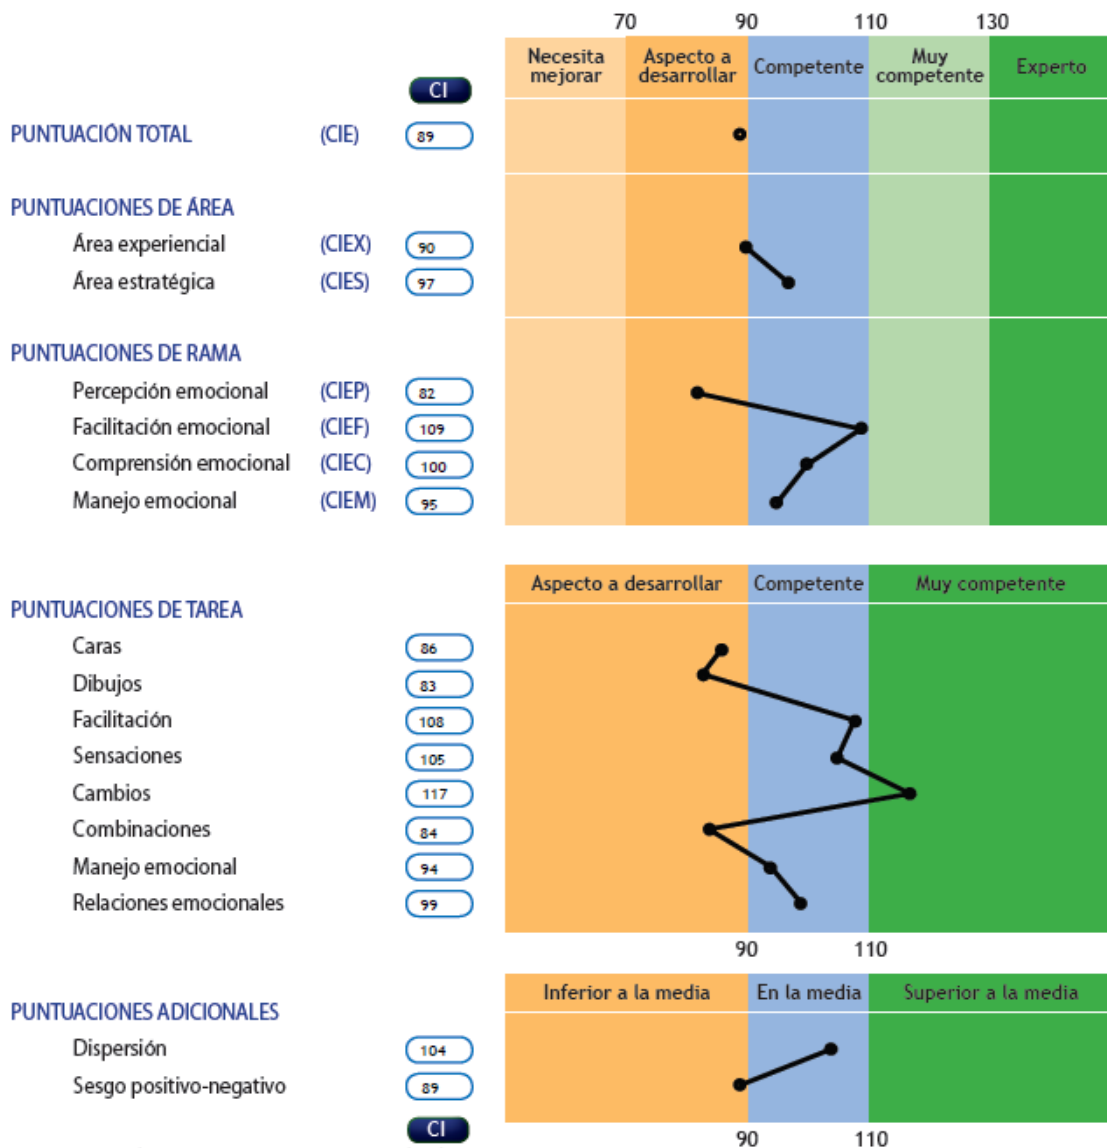 70 90 110 130
Necesita mejorar Aspecto a desarrollar Competente Muy competente Experto
CI
PUNTUACIÓN TOTAL (CIE) 89
PUNTUACIONES DE ÁREA
Área experiencial (CIEX) 90
Área estratégica (CIES) 97
PUNTUACIONES DE RAMA
Percepción emocional (CIEP) 82
Facilitación emocional (CIEF) 109
Comprensión emocional (CIEC) 100
Manejo emocional (CIEM) 95
Aspecto a desarrollar Competente Muy competente
PUNTUACIONES DE TAREA
Caras 86
Dibujos 83
Facilitación 108
Sensaciones 105
Cambios 117
Combinaciones 84
Manejo emocional 94
Relaciones emocionales 99
90 110
Inferior a la media En la media Superior a la media
PUNTUACIONES ADICIONALES
Dispersión 104
Sesgo positivo-negativo 89
CI
90 110